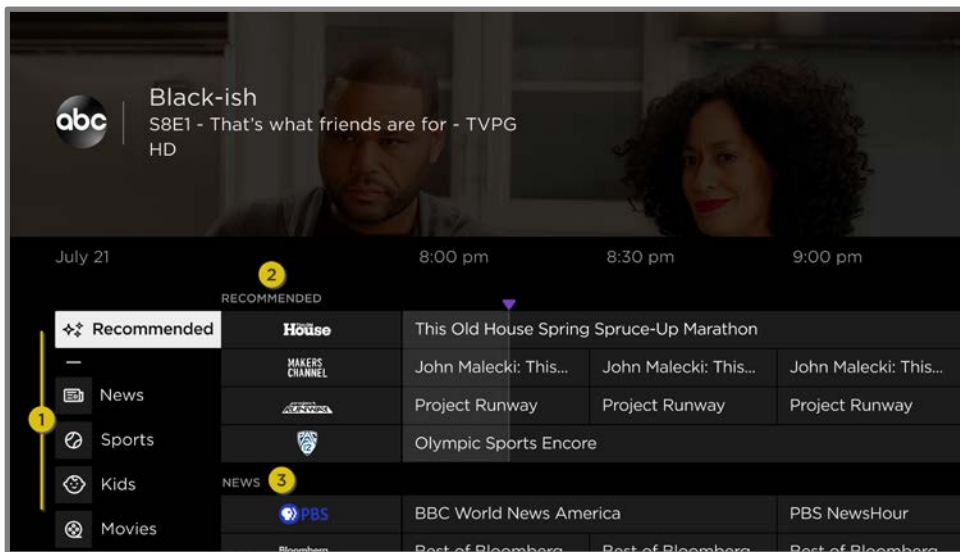 abc
Black-ish
S8E1 - That's what friends are for - TVPG
HD
July 21
8:00 pm
8:30 pm
9:00 pm
2
RECOMMENDED
Recommended
House
This Old House Spring Spruce-Up Marathon
MAKERS
CHANNEL
John Malecki: This...
John Malecki: This...
John Malecki: This...
News
RUNWAY
Project Runway
Project Runway
Project Runway
1
Sports
PAC
12
Olympic Sports Encore
Kids
NEWS
3
Movies
PBS
BBC World News America
PBS NewsHour
Bloomberg
Best of Bloomberg
Best of Bloomberg
Best of Bloomberg